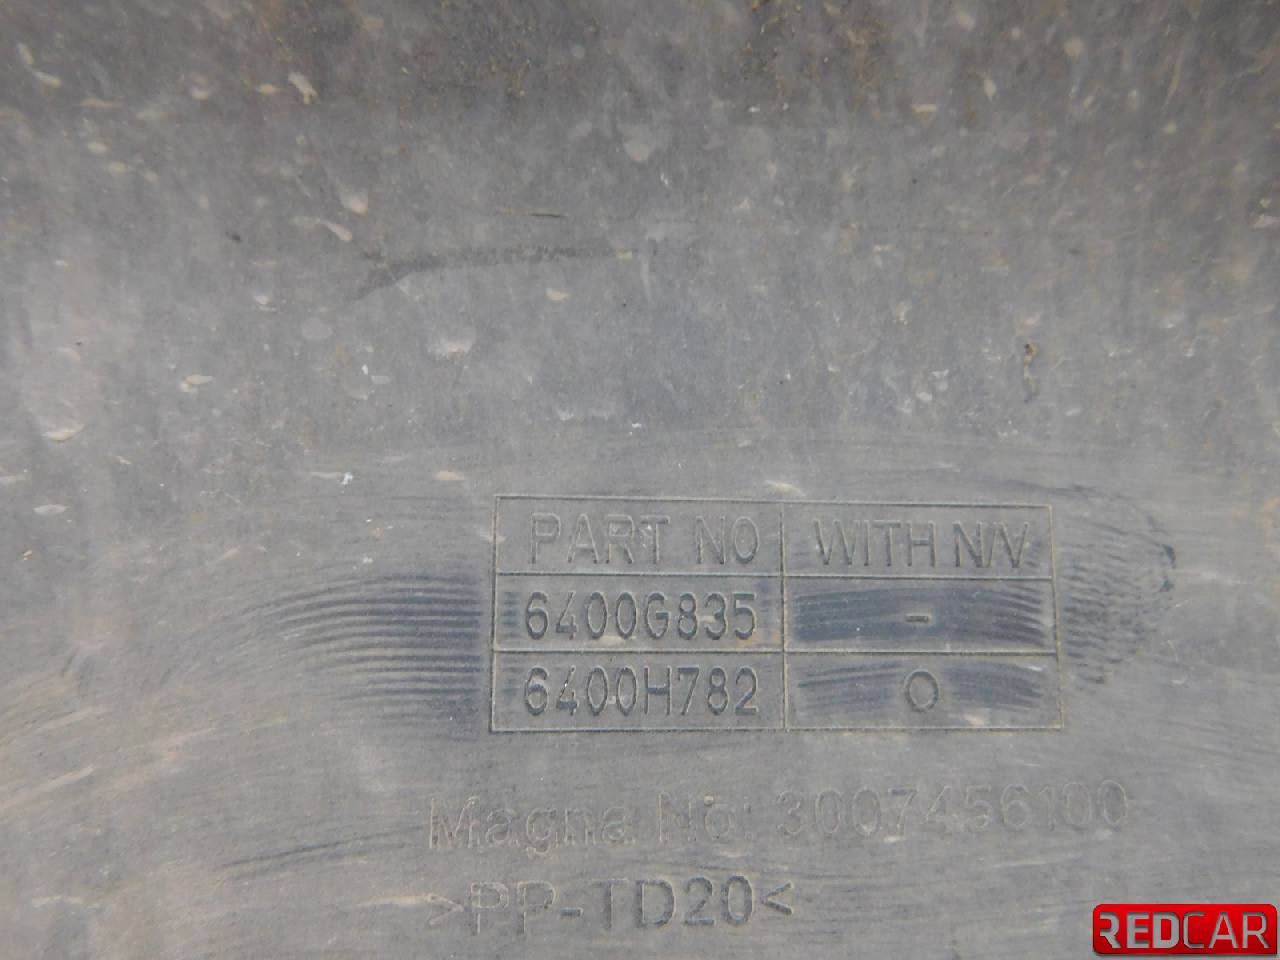 PART NO WITH N/V
6400G835 -
6400H782 O
Magna No: 3007456100
>PP-TD20<
REDCAR